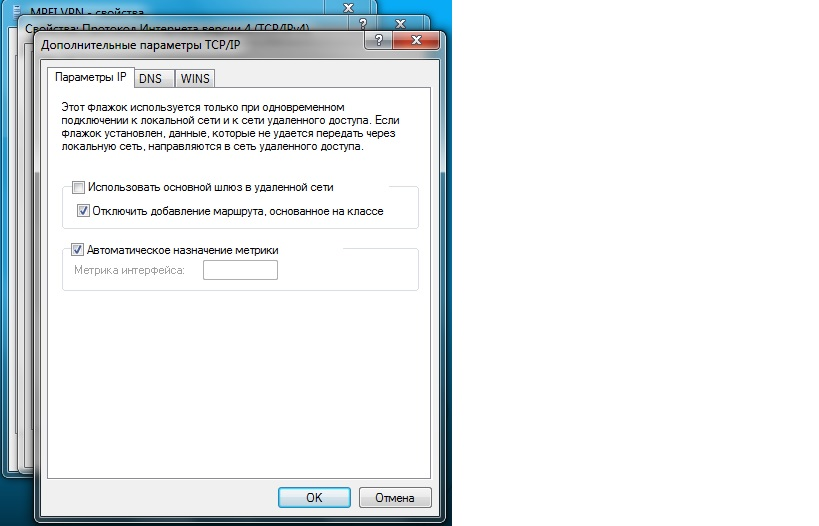 MPEI VPN - свойства
Свойства: Протокол Интернета версии 4 (TCP/IPv4)
Дополнительные параметры TCP/IP
Параметры IP DNS WINS
Этот флажок используется только при одновременном
подключении к локальной сети и к сети удаленного доступа. Если
флажок установлен, данные, которые не удается передать через
локальную сеть, направляются в сеть удаленного доступа.
Использовать основной шлюз в удаленной сети
Отключить добавление маршрута, основанное на классе
Автоматическое назначение метрики
Метрика интерфейса:
OK Отмена